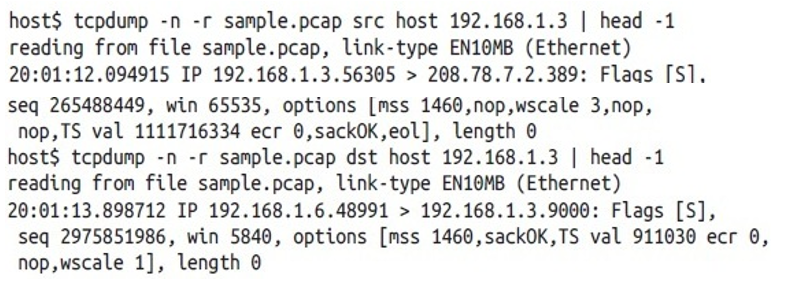 host$ tcpdump -n -r sample.pcap src host 192.168.1.3 | head -1
reading from file sample.pcap, link-type EN10MB (Ethernet)
20:01:12.094915 IP 192.168.1.3.56305 > 208.78.7.2.389: Flags [S],
seq 265488449, win 65535, options [mss 1460,nop,wscale 3,nop,
nop,TS val 1111716334 ecr 0,sackOK,eol], length 0
host$ tcpdump -n -r sample.pcap dst host 192.168.1.3 | head -1
reading from file sample.pcap, link-type EN10MB (Ethernet)
20:01:13.898712 IP 192.168.1.6.48991 > 192.168.1.3.9000: Flags [S],
seq 2975851986, win 5840, options [mss 1460,sackOK,TS val 911030 ecr 0,
nop,wscale 1], length 0